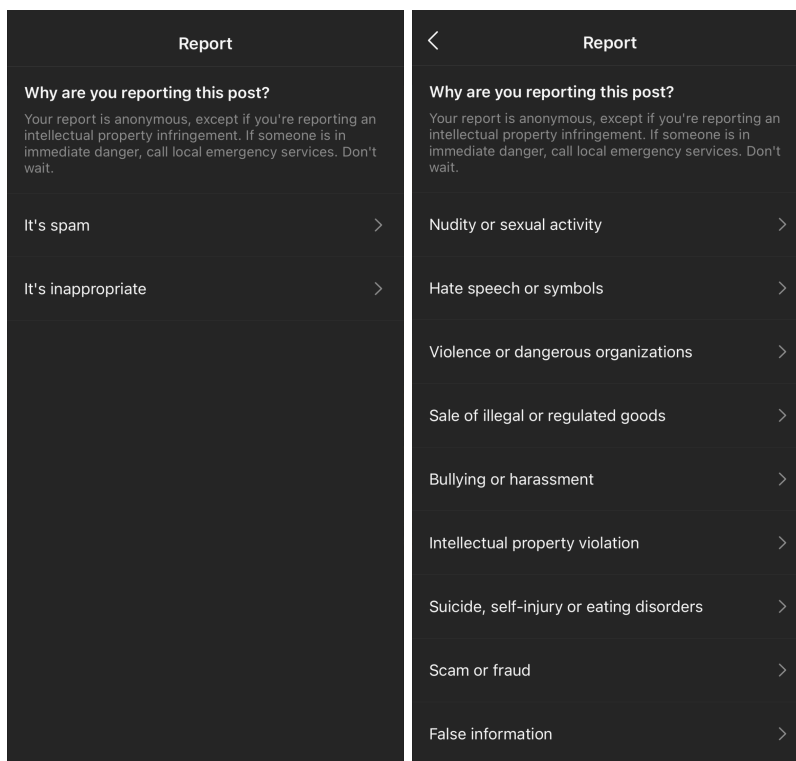 Report
Why are you reporting this post?
Your report is anonymous, except if you're reporting an
intellectual property infringement. If someone is in
immediate danger, call local emergency services. Don't
wait.
It's spam
It's inappropriate
Report
Why are you reporting this post?
Your report is anonymous, except if you're reporting an
intellectual property infringement. If someone is in
immediate danger, call local emergency services. Don't
wait.
Nudity or sexual activity
Hate speech or symbols
Violence or dangerous organizations
Sale of illegal or regulated goods
Bullying or harassment
Intellectual property violation
Suicide, self-injury or eating disorders
Scam or fraud
False information